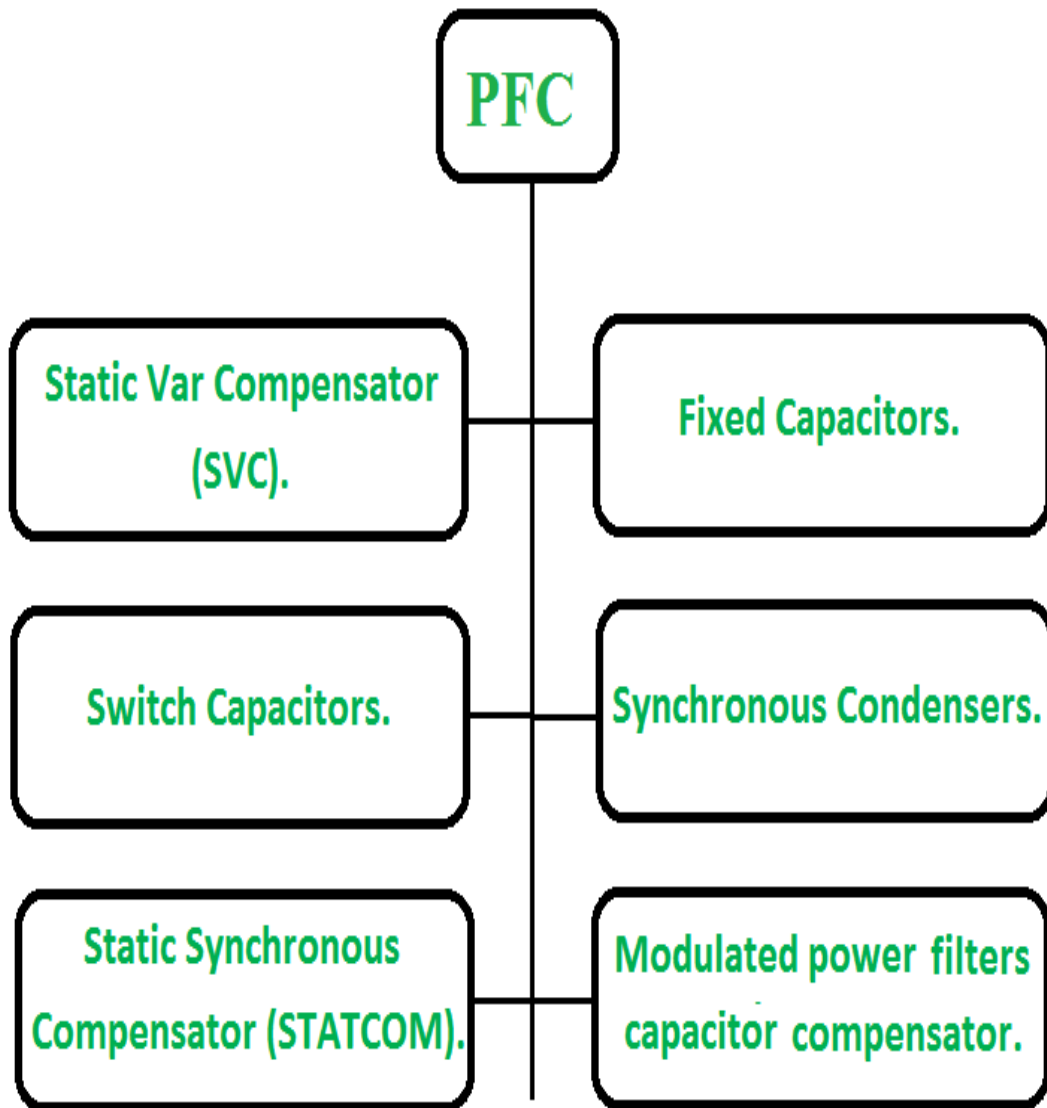 PFC
Static Var Compensator
(SVC).
Fixed Capacitors.
Switch Capacitors.
Synchronous Condensers.
Static Synchronous
Compensator (STATCOM).
Modulated power filters
capacitor compensator.